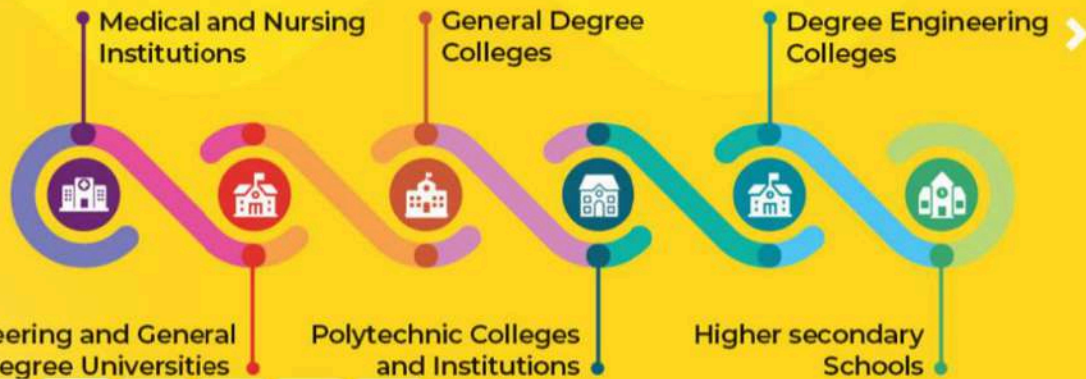 Medical and Nursing
Institutions
General Degree
Colleges
Degree Engineering
Colleges
eering and General
egree Universities
Polytechnic Colleges
and Institutions
Higher secondary
Schools